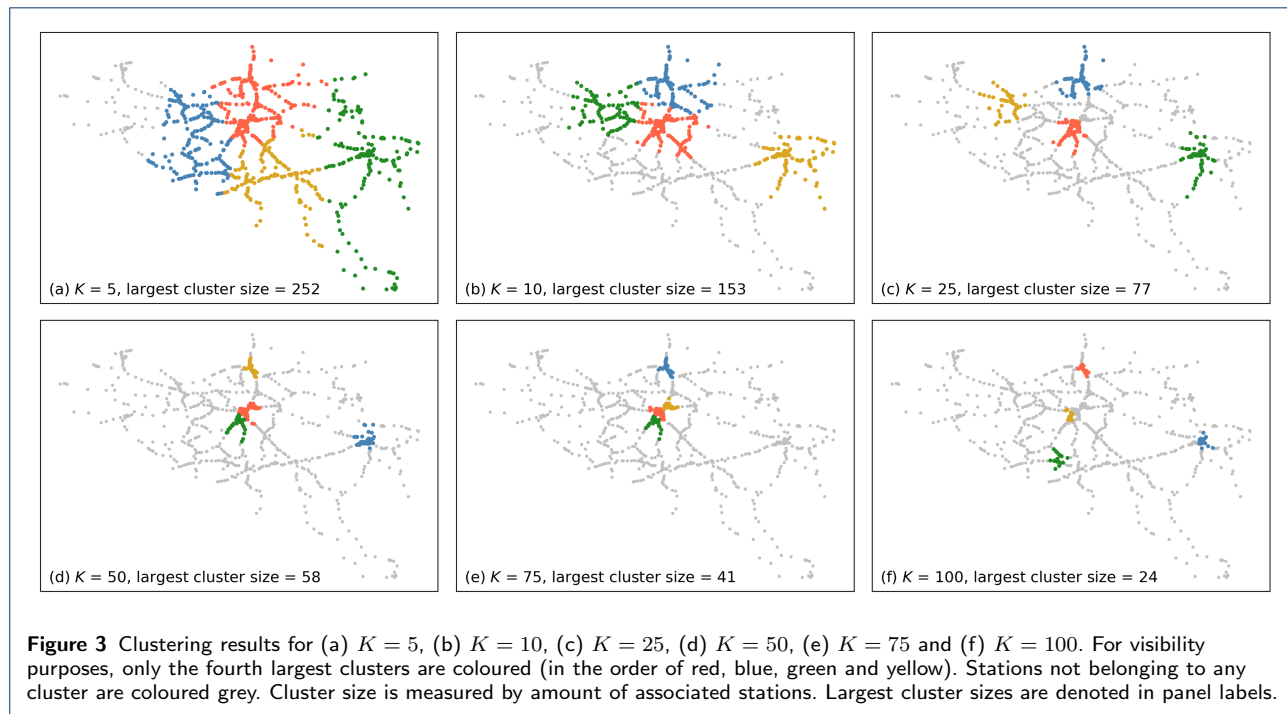 (a) K = 5, largest cluster size = 252
(b) K = 10, largest cluster size = 153
(c) K = 25, largest cluster size = 77
(d) K = 50, largest cluster size = 58
(e) K = 75, largest cluster size = 41
(f) K = 100, largest cluster size = 24
Figure 3 Clustering results for (a) K = 5, (b) K = 10, (c) K = 25, (d) K = 50, (e) K = 75 and (f) K = 100. For visibility
purposes, only the fourth largest clusters are coloured (in the order of red, blue, green and yellow). Stations not belonging to any
cluster are coloured grey. Cluster size is measured by amount of associated stations. Largest cluster sizes are denoted in panel labels.